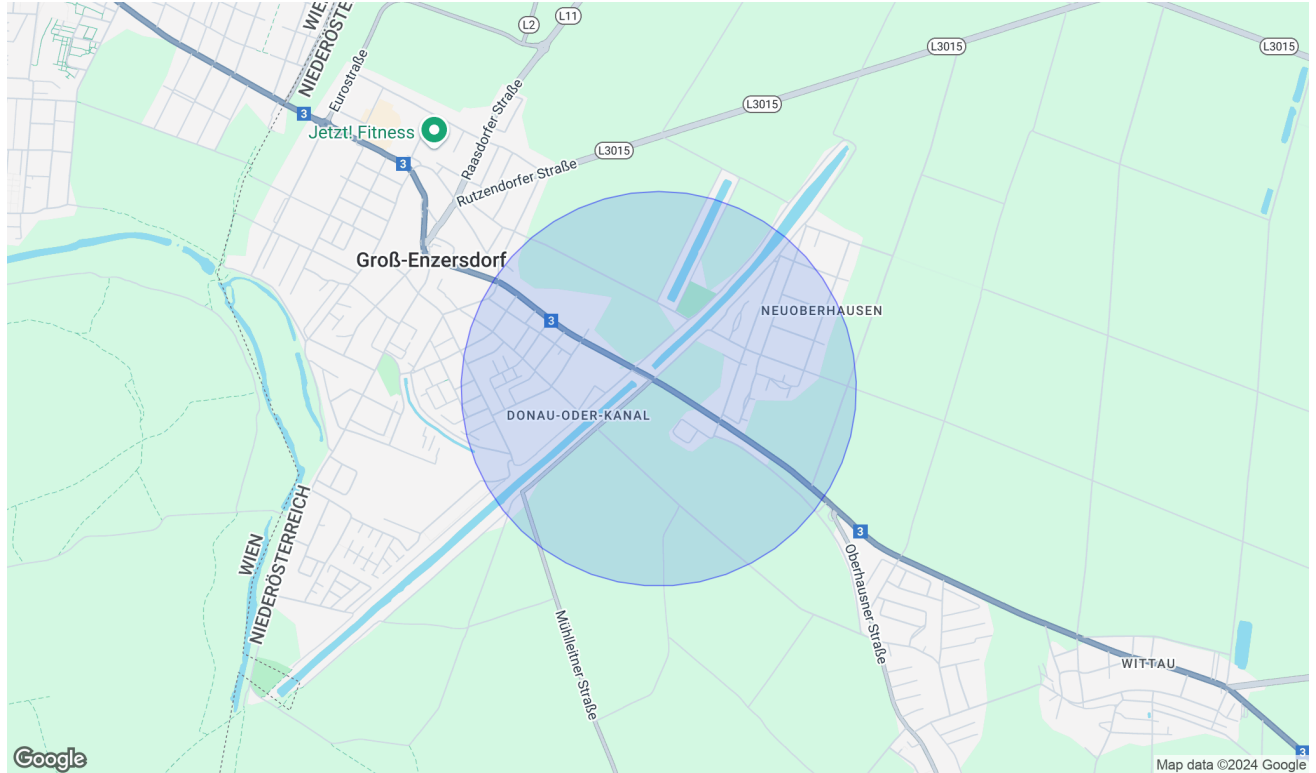 L2
L11
WIEN
NIEDERÖSTERR
L3015
L3015
Eurostraße
3
Jetzt! Fitness
Raasdorfer Straße
L3015
3
L3015
Rutzendorfer Straße
Groß-Enzersdorf
3
NEUOBERHAUSEN
DONAU-ODER-KANAL
WIEN
NIEDERÖSTERREICH
3
Oberhausner Straße
Mühlleitner Straße
WITTAU
3
Google
Map data ©2024 Google